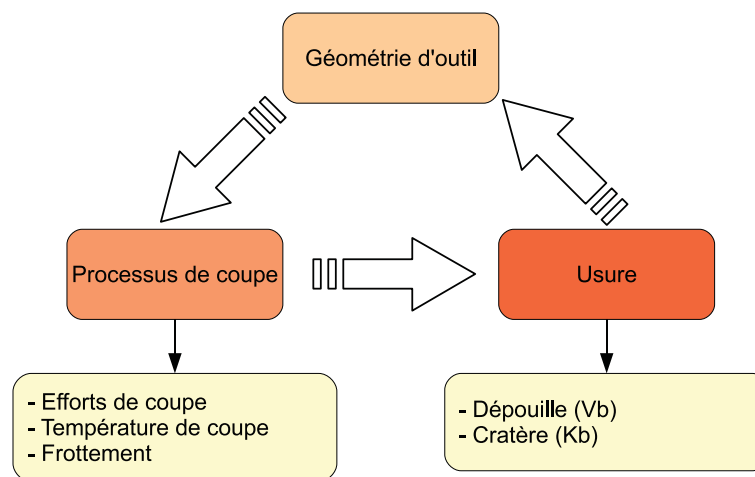 Géométrie d'outil
Processus de coupe
Usure
- Efforts de coupe
- Température de coupe
- Frottement
- Dépouille (Vb)
- Cratère (Kb)